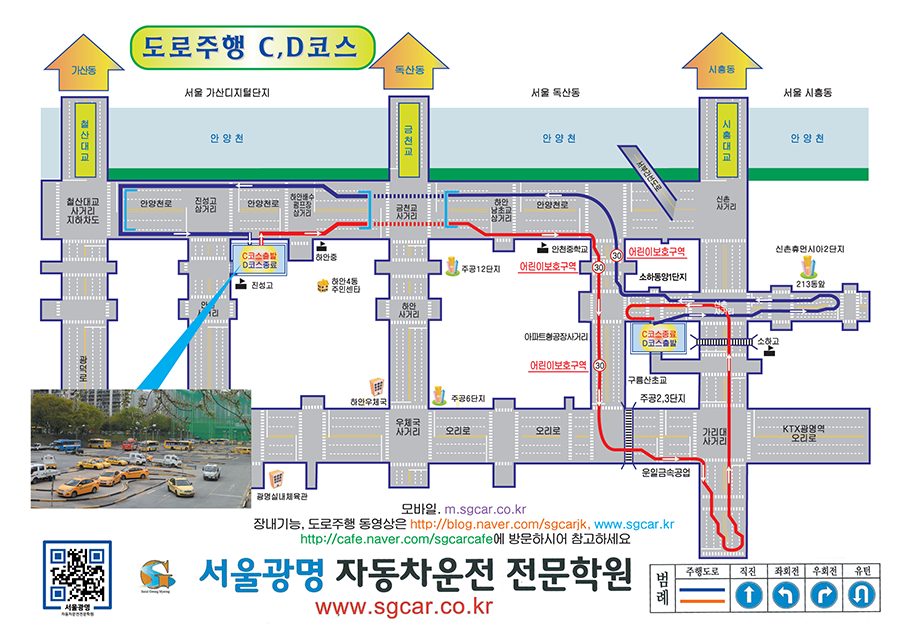 도로주행 C,D코스
가산동
독산동
시흥동
서울 가산디지털단지
서울 독산동
서울 시흥동
철산대교
안양천
금천교
안양천
시흥대교
안양천
서부간선도로
철산대교
사거리
지하차도
안양천로
진성고
삼거리
안양천로
하안배수
펌프장
삼거리
금천교
사거리
하안
남초교
삼거리
안양천로
신촌
사거리
C코스출발
D코스종료
하안중
안천중학교
어린이보호구역
30
어린이보호구역
30
신촌휴먼시아2단지
213동앞
진성고
하안4동
주민센타
주공12단지
소하동양1단지
사거리
하안
사거리
아파트형공장사거리
C코스종료
D코스출발
소하고
광덕로
어린이보호구역
30
구름산초교
하안우체국
주공6단지
주공2,3단지
우체국
사거리
오리로
오리로
가리대
사거리
KTX광명역
오리로
광명실내체육관
운일금속공업
모바일. m.sgcar.co.kr
장내기능, 도로주행 동영상은 http://blog.naver.com/sgcarjk, www.sgcar.kr
http://cafe.naver.com/sgcarcafe에 방문하시어 참고하세요
서울광명 자동차운전 전문학원
www.sgcar.co.kr
서울광명
자동차운전전문학원
범례
주행도로
직진
좌회전
우회전
유턴